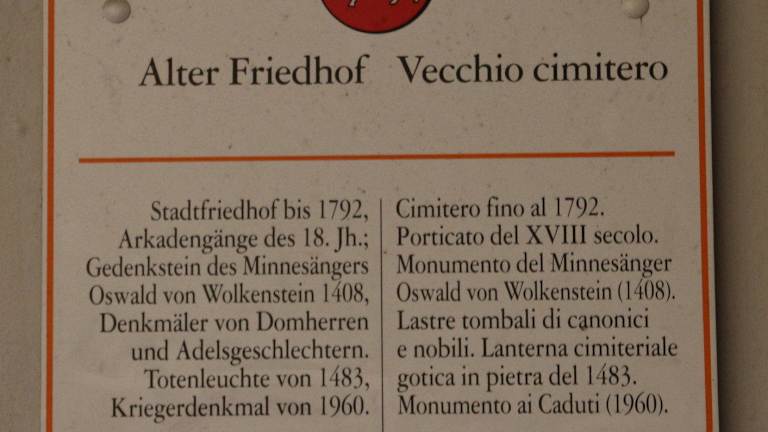 Alter Friedhof Vecchio cimitero
Stadtfriedhof bis 1792,
Arkadengänge des 18. Jh.;
Gedenkstein des Minnesängers
Oswald von Wolkenstein 1408,
Denkmäler von Domherren
und Adelsgeschlechtern.
Totenleuchte von 1483,
Kriegerdenkmal von 1960.
Cimitero fino al 1792.
Porticato del XVIII secolo.
Monumento del Minnesänger
Oswald von Wolkenstein (1408).
Lastre tombali di canonici
e nobili. Lanterna cimiteriale
gotica in pietra del 1483.
Monumento ai Caduti (1960).